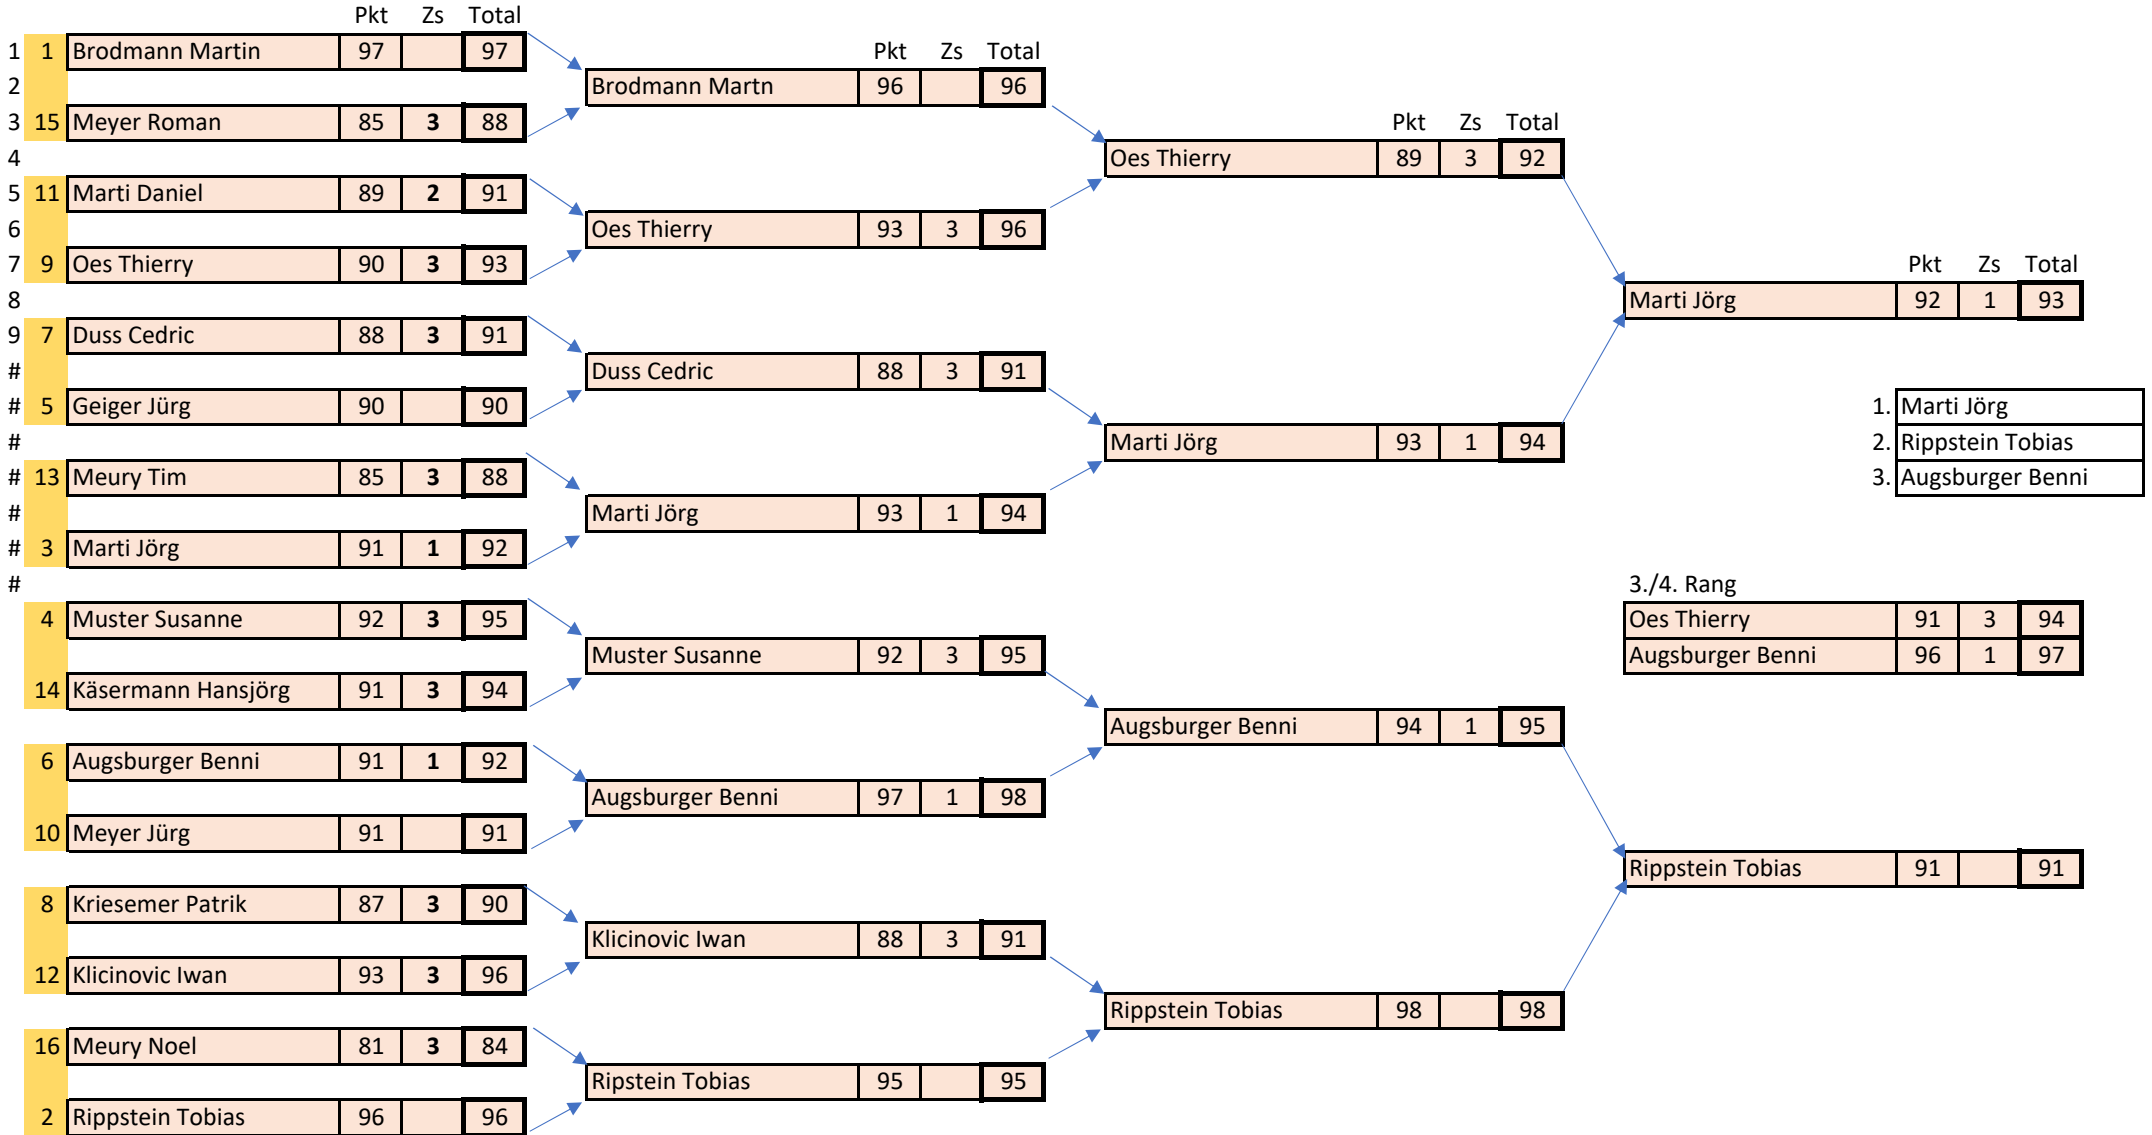 Pkt Zs Total
1 1 Brodmann Martin 97 97 Pkt Zs Total
2 Brodmann Martn 96 96
3 15 Meyer Roman 85 3 88 Pkt Zs Total
4 Oes Thierry 89 3 92
5 11 Marti Daniel 89 2 91
6 Oes Thierry 93 3 96
7 9 Oes Thierry 90 3 93 Pkt Zs Total
8 Marti Jörg 92 1 93
9 7 Duss Cedric 88 3 91
# Duss Cedric 88 3 91
# 5 Geiger Jürg 90 90 1. Marti Jörg
# Marti Jörg 93 1 94 2. Rippstein Tobias
# 13 Meury Tim 85 3 88 3. Augsburger Benni
# Marti Jörg 93 1 94
# 3 Marti Jörg 91 1 92
# 3./4. Rang
4 Muster Susanne 92 3 95 Oes Thierry 91 3 94
Muster Susanne 92 3 95 Augsburger Benni 96 1 97
14 Käsermann Hansjörg 91 3 94
Augsburger Benni 94 1 95
6 Augsburger Benni 91 1 92
Augsburger Benni 97 1 98
10 Meyer Jürg 91 91
Rippstein Tobias 91 91
8 Kriesemer Patrik 87 3 90
Klicinovic Iwan 88 3 91
12 Klicinovic Iwan 93 3 96
Rippstein Tobias 98 98
16 Meury Noel 81 3 84
Ripstein Tobias 95 95
2 Rippstein Tobias 96 96